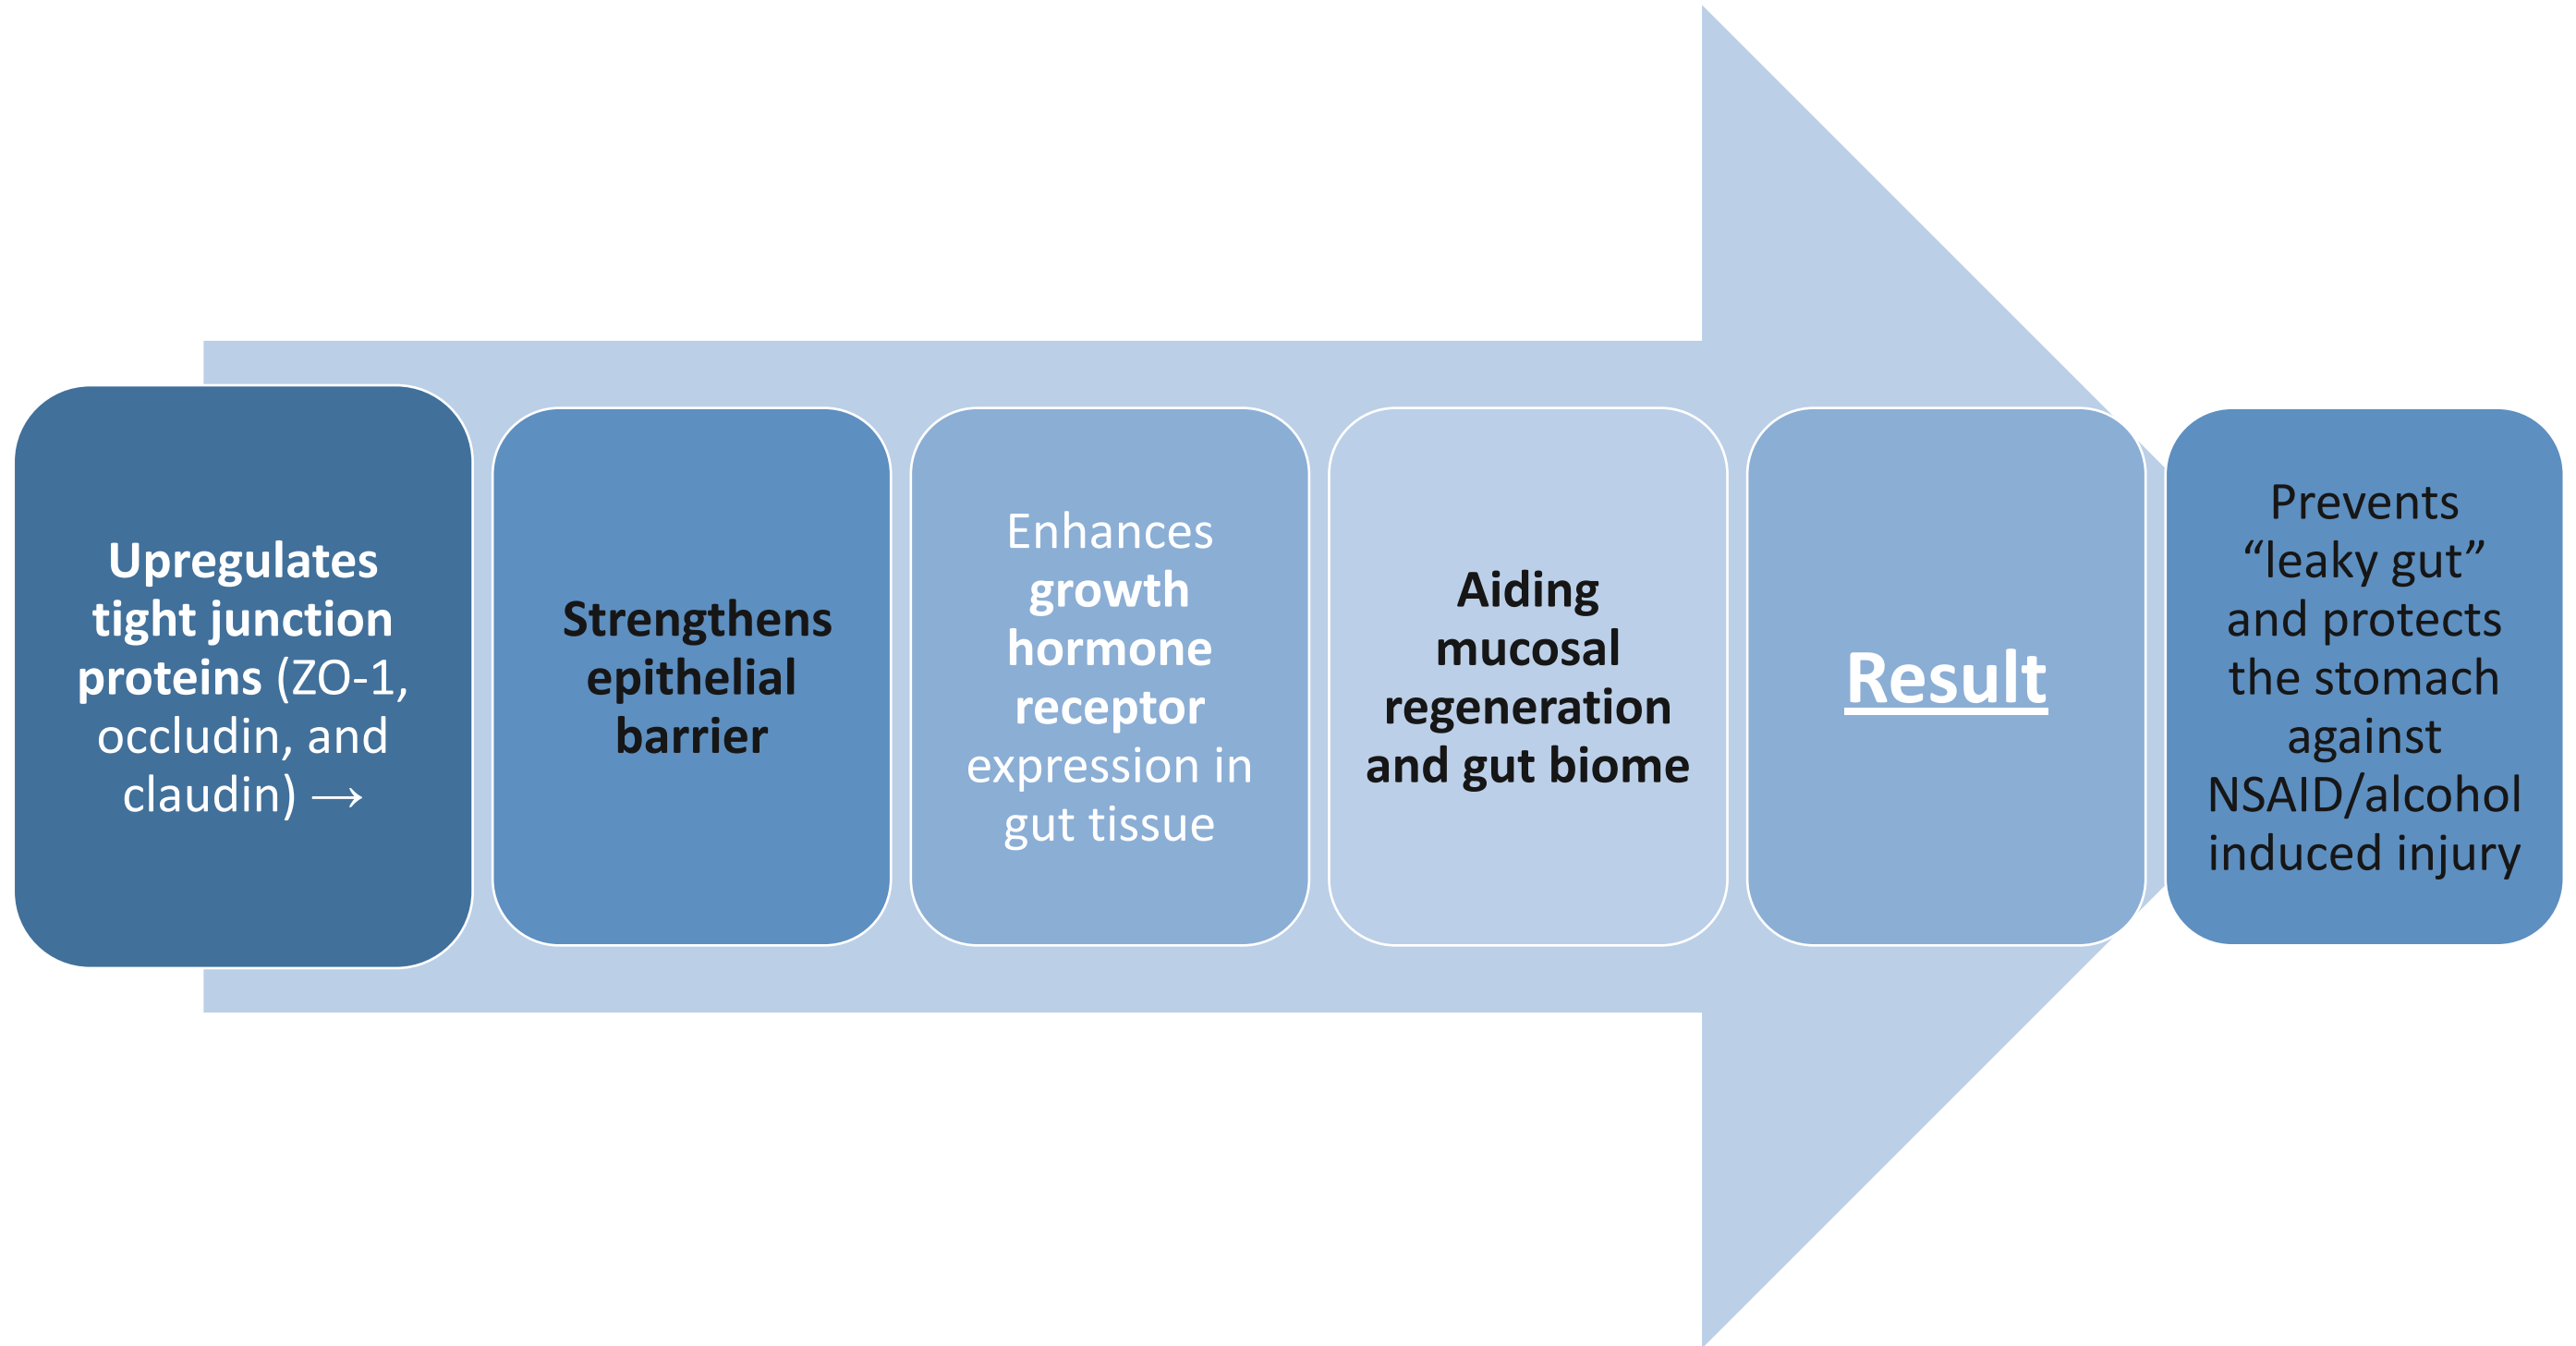 Upregulates
tight junction
proteins (ZO-1,
occludin, and
claudin) →
Strengthens
epithelial
barrier
Enhances
growth
hormone
receptor
expression in
gut tissue
Aiding
mucosal
regeneration
and gut biome
Result
Prevents
“leaky gut”
and protects
the stomach
against
NSAID/alcohol
induced injury